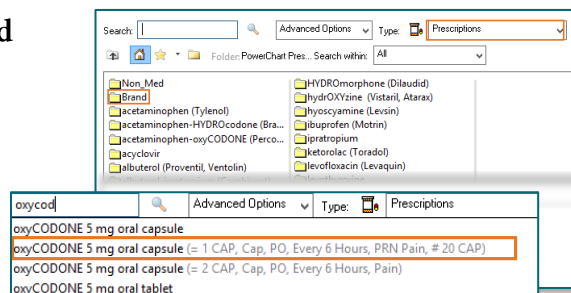 d
Search: Advanced Options Type: Prescriptions
Folder: PowerChart Pres... Search within: All
Non_Med
Brand
acetaminophen (Tylenol)
acetaminophen-HYDROcodone (Bra...
acetaminophen-oxyCODONE (Perco...
acyclovir
albuterol (Proventil, Ventolin)
HYDROmorphone (Dilaudid)
hydrOXYzine (Vistaril, Atarax)
hyoscyamine (Levsin)
ibuprofen (Motrin)
ipratropium
ketorolac (Toradol)
levofloxacin (Levaquin)
oxycod Advanced Options Type: Prescriptions
oxyCODONE 5 mg oral capsule
oxyCODONE 5 mg oral capsule (= 1 CAP, Cap, PO, Every 6 Hours, PRN Pain, # 20 CAP)
oxyCODONE 5 mg oral capsule (= 2 CAP, Cap, PO, Every 6 Hours, Pain)
oxyCODONE 5 mg oral tablet